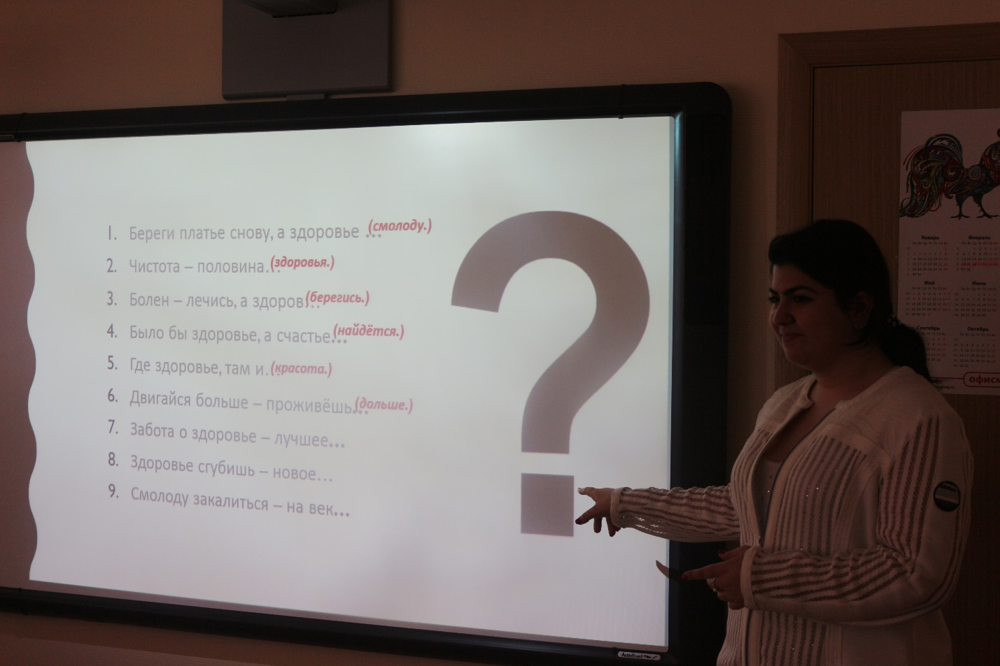 1. Береги платье снову, а здоровье ... (смолоду.)
2. Чистота – половина... (здоровья.)
3. Болен – лечись, а здоров... (берегись.)
4. Было бы здоровье, а счастье... (найдётся.)
5. Где здоровье, там и... (красота.)
6. Двигайся больше – проживёшь... (дольше.)
7. Забота о здоровье – лучшее...
8. Здоровье сгубишь – новое...
9. Смолоду закалиться – на век...
?
ActivBoard
Январь Февраль
Май Июнь
Сентябрь Октябрь
офисм